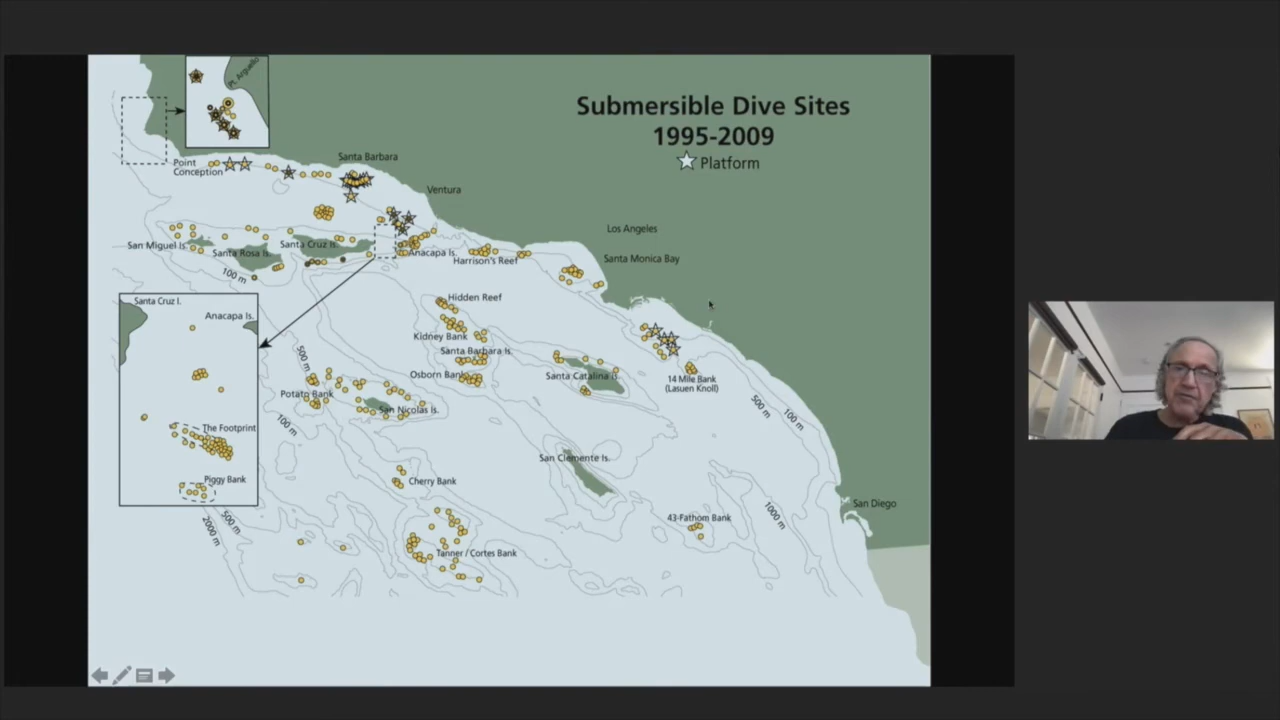 Submersible Dive Sites
1995-2009
Platform
Pt. Arguello
Point
Conception
Santa Barbara
Ventura
Los Angeles
Santa Monica Bay
San Miguel Is.
Santa Rosa Is.
Santa Cruz Is.
Anacapa Is.
Harrison's Reef
100 m
Santa Cruz I.
Anacapa Is.
The Footprint
Piggy Bank
Hidden Reef
Kidney Bank
Santa Barbara Is.
Osborn Bank
500 m
Potato Bank
San Nicolas Is.
100 m
Santa Catalina Is.
14 Mile Bank
(Lasuen Knoll)
500 m
100 m
San Clemente Is.
Cherry Bank
43-Fathom Bank
1000 m
San Diego
500 m
2000 m
Tanner / Cortes Bank